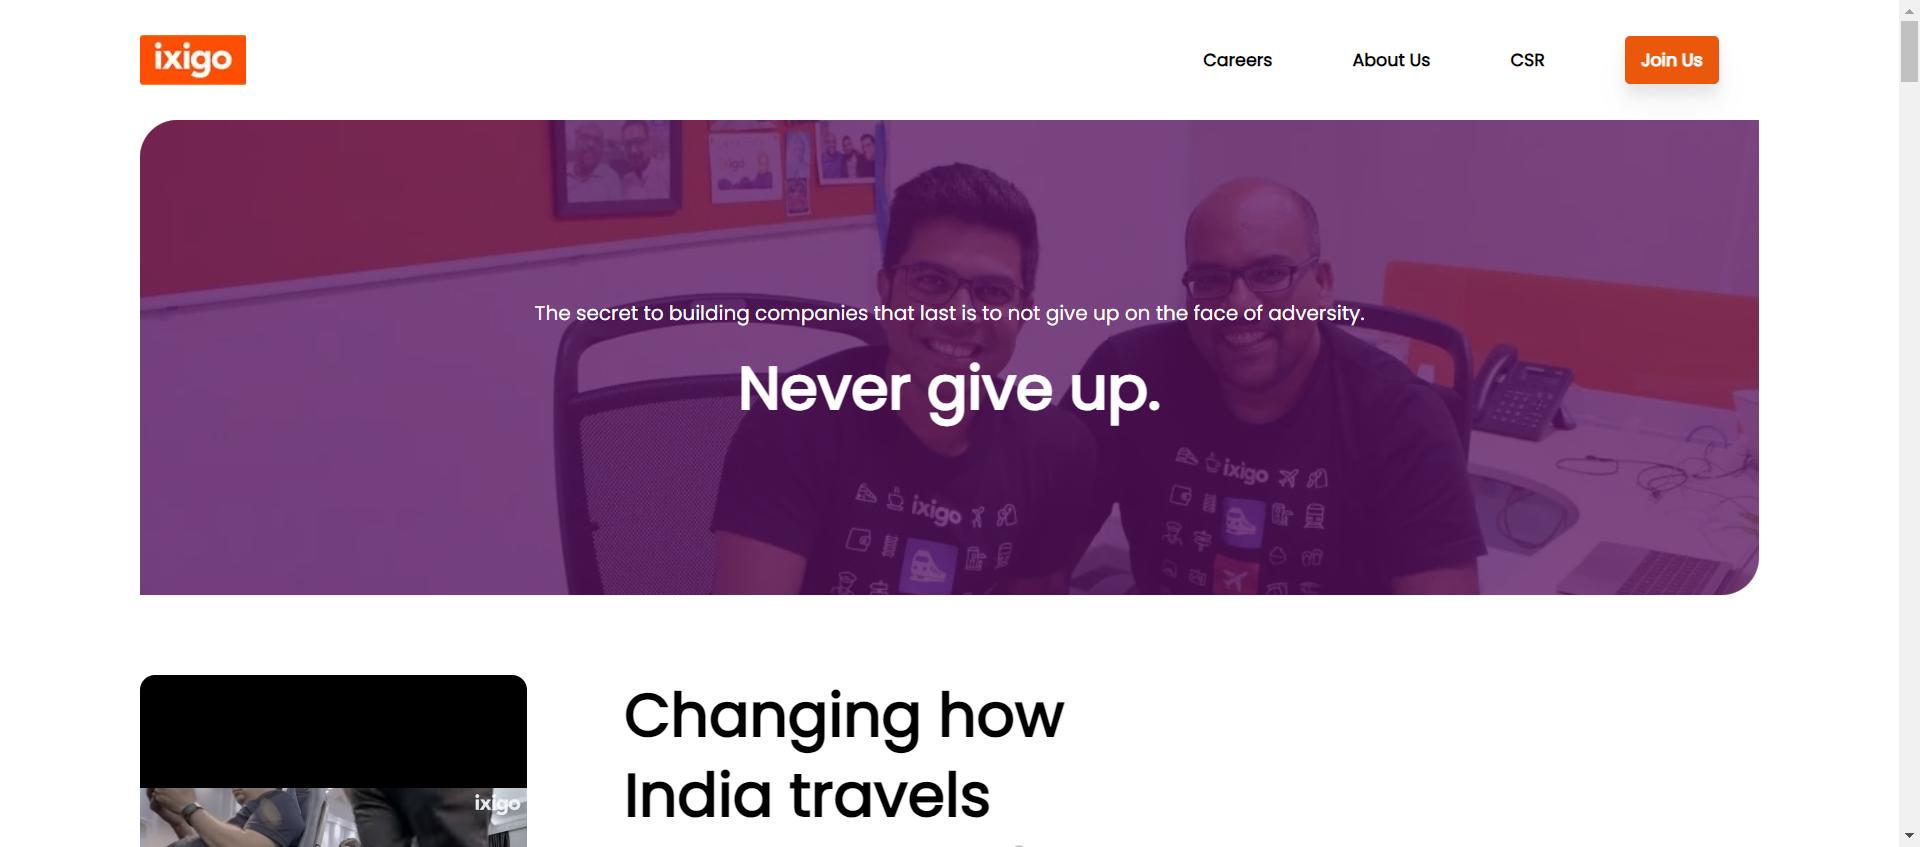 ixigo
Careers
About Us
CSR
Join Us
The secret to building companies that last is to not give up on the face of adversity.
Never give up.
ixigo
ixigo
Changing how
India travels
ixigo